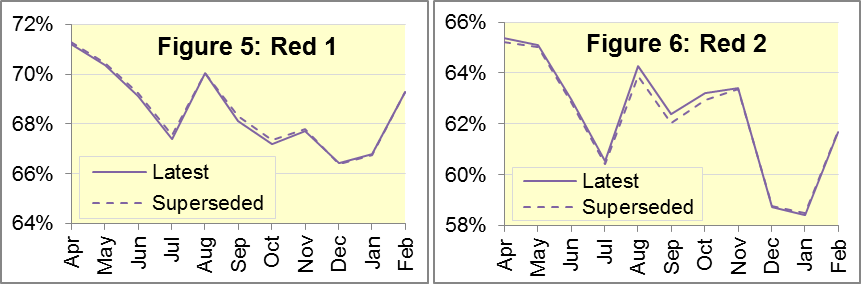 Figure 5: Red 1
72%
70%
68%
66%
64%
Latest
Superseded
Apr
May
Jun
Jul
Aug
Sep
Oct
Nov
Dec
Jan
Feb
Figure 6: Red 2
66%
64%
62%
60%
58%
Latest
Superseded
Apr
May
Jun
Jul
Aug
Sep
Oct
Nov
Dec
Jan
Feb